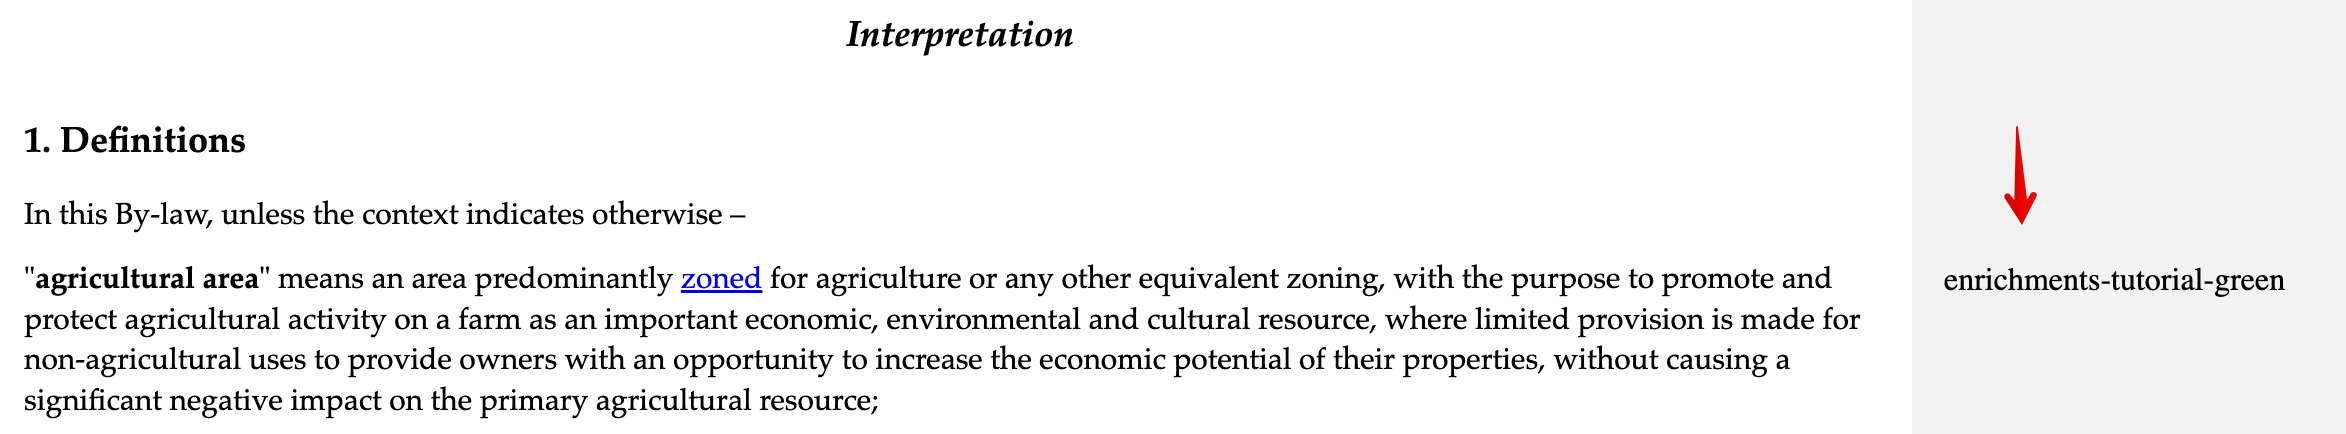 Interpretation
1. Definitions
In this By-law, unless the context indicates otherwise –
"agricultural area" means an area predominantly zoned for agriculture or any other equivalent zoning, with the purpose to promote and
protect agricultural activity on a farm as an important economic, environmental and cultural resource, where limited provision is made for
non-agricultural uses to provide owners with an opportunity to increase the economic potential of their properties, without causing a
significant negative impact on the primary agricultural resource;
enrichments-tutorial-green